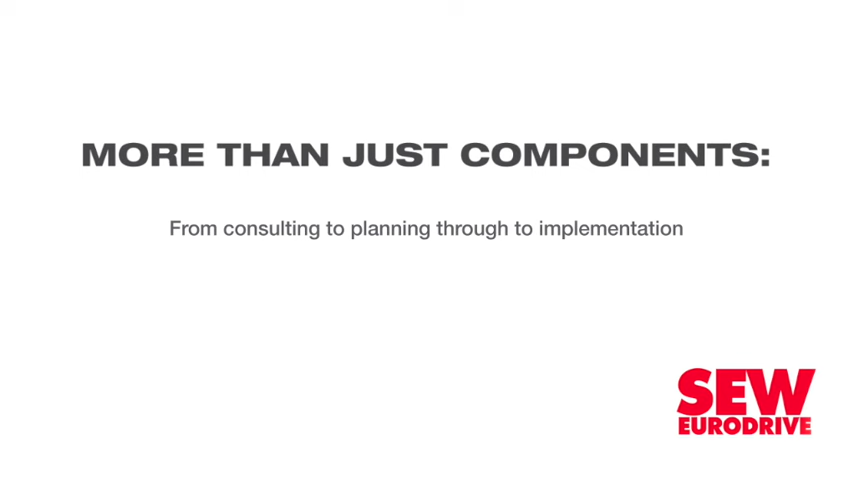 MORE THAN JUST COMPONENTS:
From consulting to planning through to implementation
SEW
EURODRIVE